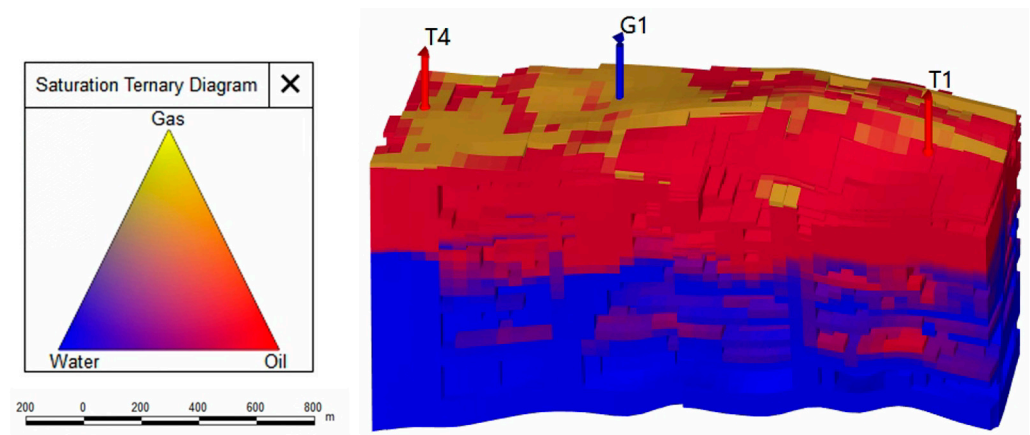 Saturation Ternary Diagram
Gas
Water Oil
200 0 200 400 600 800 m
T4
G1
T1